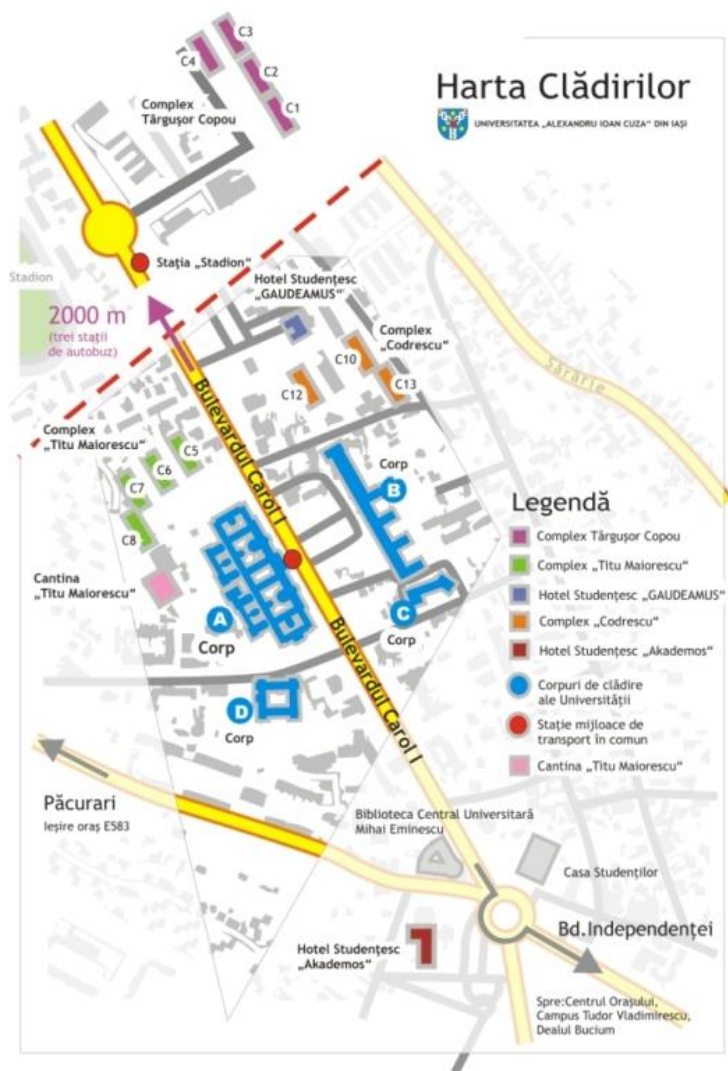 C3
C4
C2
C1
Complex
Târgușor Copou
Harta Clădirilor
UNIVERSITATEA „ALEXANDRU IOAN CUZA“ DIN IAȘI
Stația „Stadion“
Stadion
2000 m
(trei stații
de autobuz)
Hotel Studențesc
„GAUDEAMUS“
Complex
„Codrescu“
C10
C13
C12
Sărărie
Complex
„Titu Maiorescu“
C5
C6
C7
C8
Bulevardul Carol I
Corp
B
Cantina
„Titu Maiorescu“
A
Corp
C
Corp
D
Corp
Bulevardul Carol I
Legendă
Complex Târgușor Copou
Complex „Titu Maiorescu“
Hotel Studențesc „GAUDEAMUS“
Complex „Codrescu“
Hotel Studențesc „Akademos“
Corpuri de clădire
ale Universității
Stație mijloace de
transport în comun
Cantina „Titu Maiorescu“
Păcurari
Ieșire oraș E583
Biblioteca Central Universitară
Mihai Eminescu
Casa Studenților
Bd.Independenței
Hotel Studențesc
„Akademos“
Spre:Centrul Orașului,
Campus Tudor Vladimirescu,
Dealul Bucium